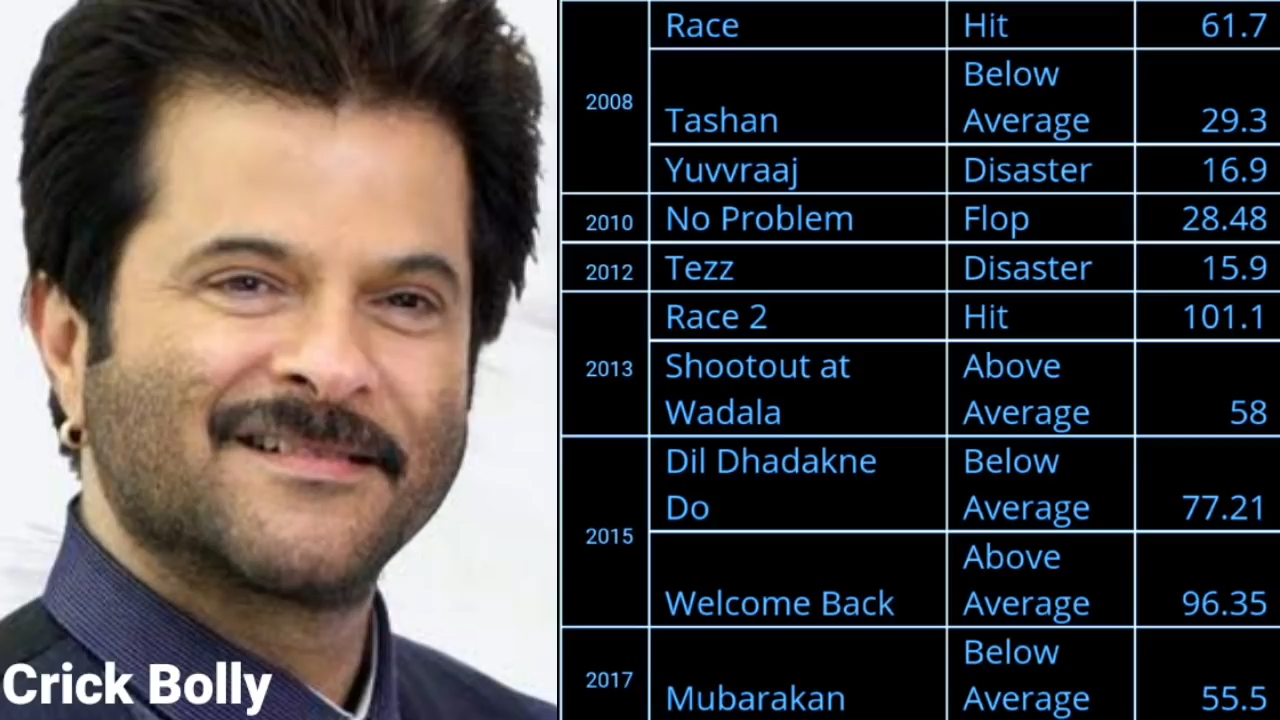 2008 Race Hit 61.7
Below
Tashan Average 29.3
Yuvvraaj Disaster 16.9
2010 No Problem Flop 28.48
2012 Tezz Disaster 15.9
2013 Race 2 Hit 101.1
Shootout at Above
Wadala Average 58
2015 Dil Dhadakne Below
Do Average 77.21
Above
Welcome Back Average 96.35
2017 Below
Mubarakan Average 55.5
Crick Bolly